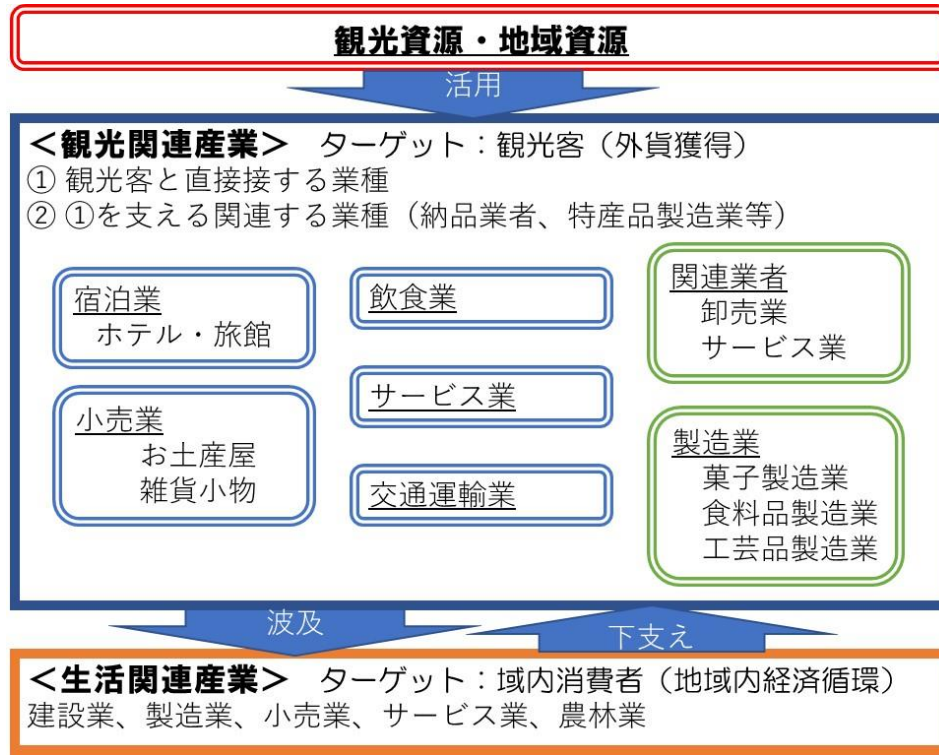 観光資源・地域資源
活用
＜観光関連産業＞　ターゲット：観光客（外貨獲得）
① 観光客と直接接する業種
② ①を支える関連する業種（納品業者、特産品製造業等）
宿泊業
ホテル・旅館
小売業
お土産屋
雑貨小物
飲食業
サービス業
交通運輸業
関連業者
卸売業
サービス業
製造業
菓子製造業
食料品製造業
工芸品製造業
波及
下支え
＜生活関連産業＞　ターゲット：域内消費者（地域内経済循環）
建設業、製造業、小売業、サービス業、農林業